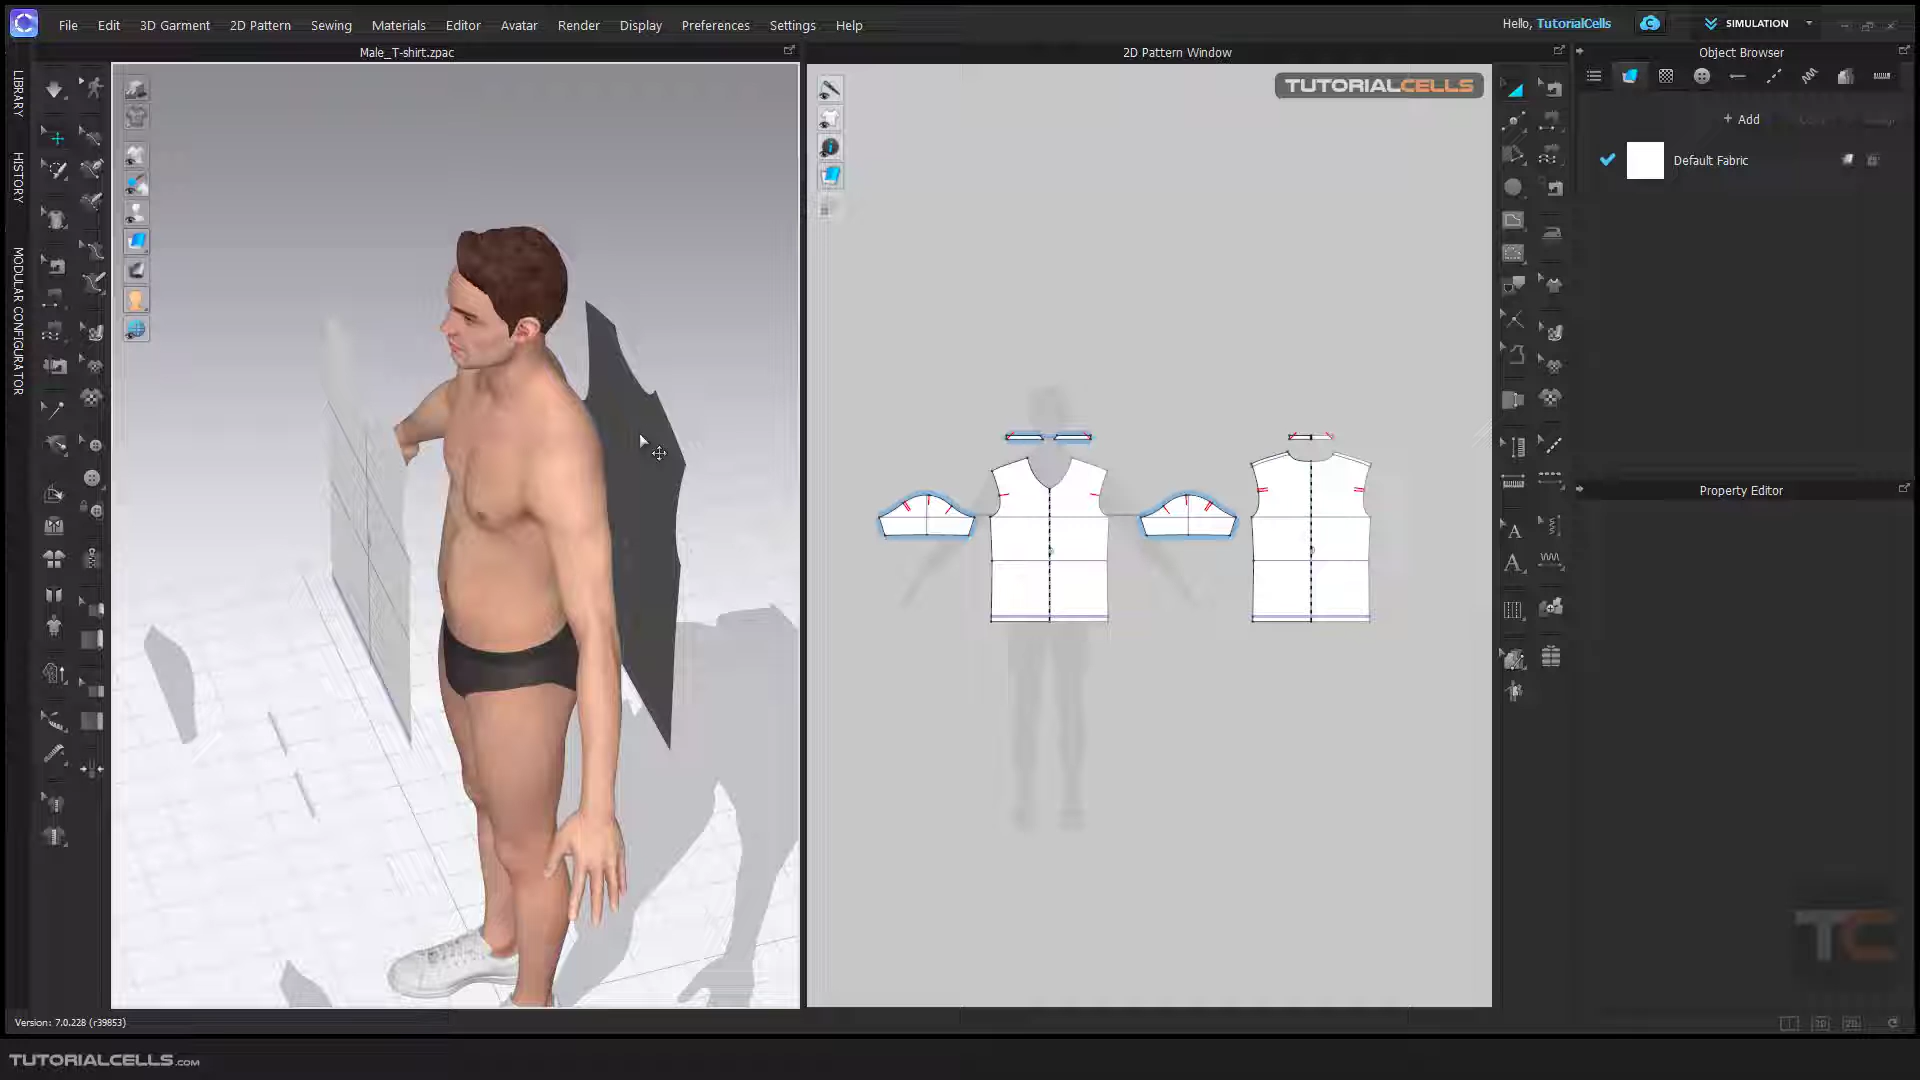 File Edit 3D Garment 2D Pattern Sewing Materials Editor Avatar Render Display Preferences Settings Help
Hello, TutorialCells
SIMULATION
Male_T-shirt.zpac
2D Pattern Window
Object Browser
LIBRARY
HISTORY
MODULAR CONFIGURATOR
TUTORIALCELLS
+ Add
Default Fabric
Property Editor
TC
Version: 7.0.228 (r39853)
TUTORIALCELLS.COM